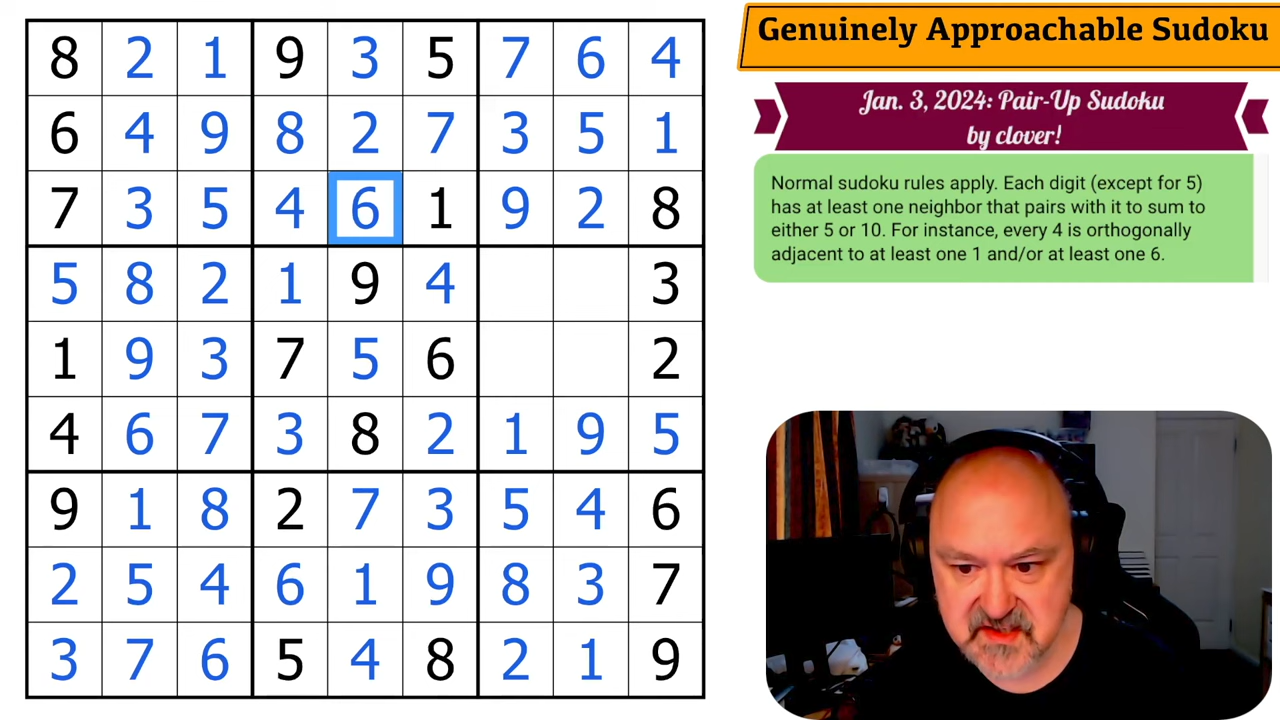 Genuinely Approachable Sudoku
Jan. 3, 2024: Pair-Up Sudoku
by clover!
Normal sudoku rules apply. Each digit (except for 5)
has at least one neighbor that pairs with it to sum to
either 5 or 10. For instance, every 4 is orthogonally
adjacent to at least one 1 and/or at least one 6.
8 2 1 9 3 5 7 6 4
6 4 9 8 2 7 3 5 1
7 3 5 4 6 1 9 2 8
5 8 2 1 9 4 3
1 9 3 7 5 6 2
4 6 7 3 8 2 1 9 5
9 1 8 2 7 3 5 4 6
2 5 4 6 1 9 8 3 7
3 7 6 5 4 8 2 1 9